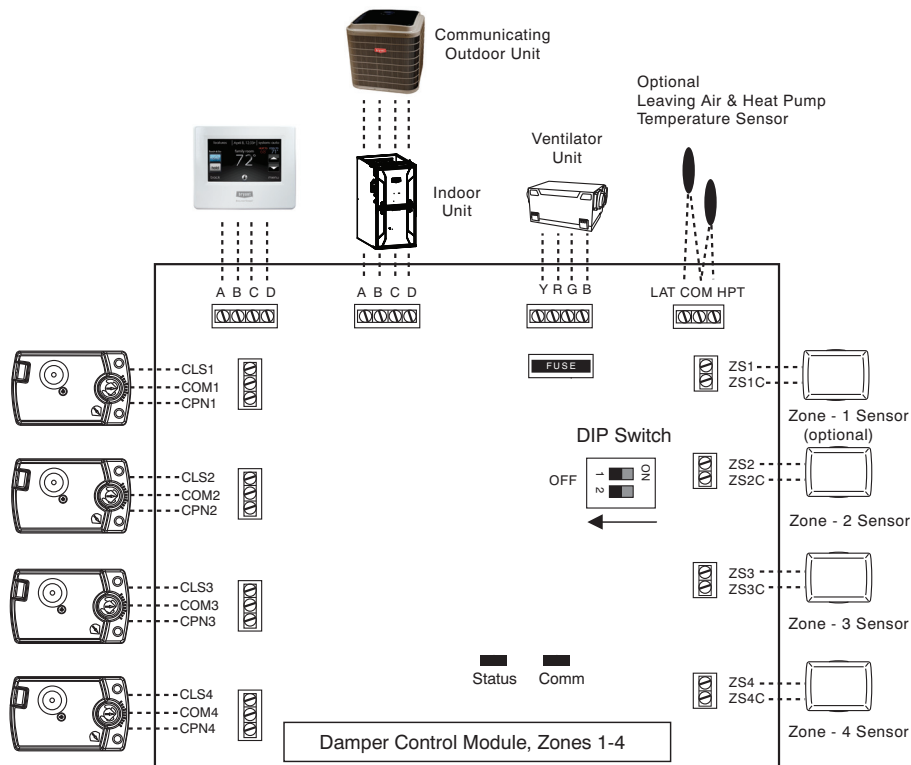 Communicating
Outdoor Unit
Optional
Leaving Air & Heat Pump
Temperature Sensor
Ventilator
Unit
72
Indoor
Unit
A B C D
A B C D
Y R G B
LAT COM HPT
FUSE
CLS1
COM1
CPN1
ZS1
ZS1C
Zone - 1 Sensor
(optional)
DIP Switch
OFF
1
2
ON
CLS2
COM2
CPN2
ZS2
ZS2C
Zone - 2 Sensor
CLS3
COM3
CPN3
ZS3
ZS3C
Zone - 3 Sensor
Status
Comm
CLS4
COM4
CPN4
ZS4
ZS4C
Zone - 4 Sensor
Damper Control Module, Zones 1-4